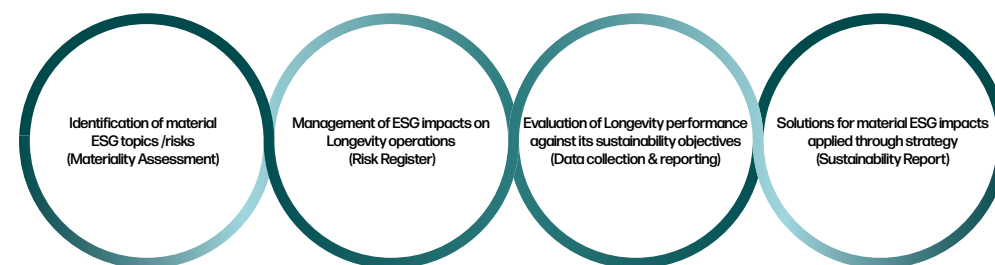 Identification of material
ESG topics /risks
(Materiality Assessment)
Management of ESG impacts on
Longevity operations
(Risk Register)
Evaluation of Longevity performance
against its sustainability objectives
(Data collection & reporting)
Solutions for material ESG impacts
applied through strategy
(Sustainability Report)